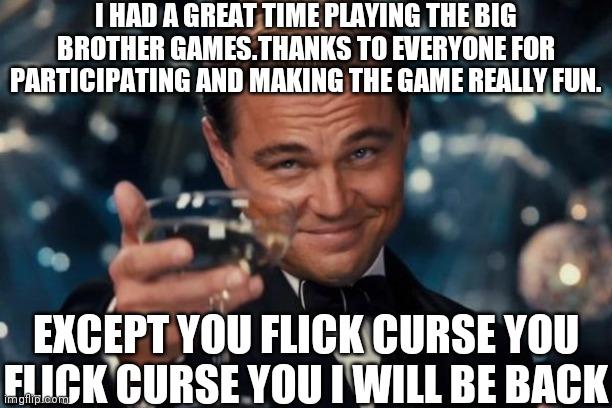 I HAD A GREAT TIME PLAYING THE BIG
BROTHER GAMES.THANKS TO EVERYONE FOR
PARTICIPATING AND MAKING THE GAME REALLY FUN.
EXCEPT YOU FLICK CURSE YOU
FLICK CURSE YOU I WILL BE BACK
imgflip.com